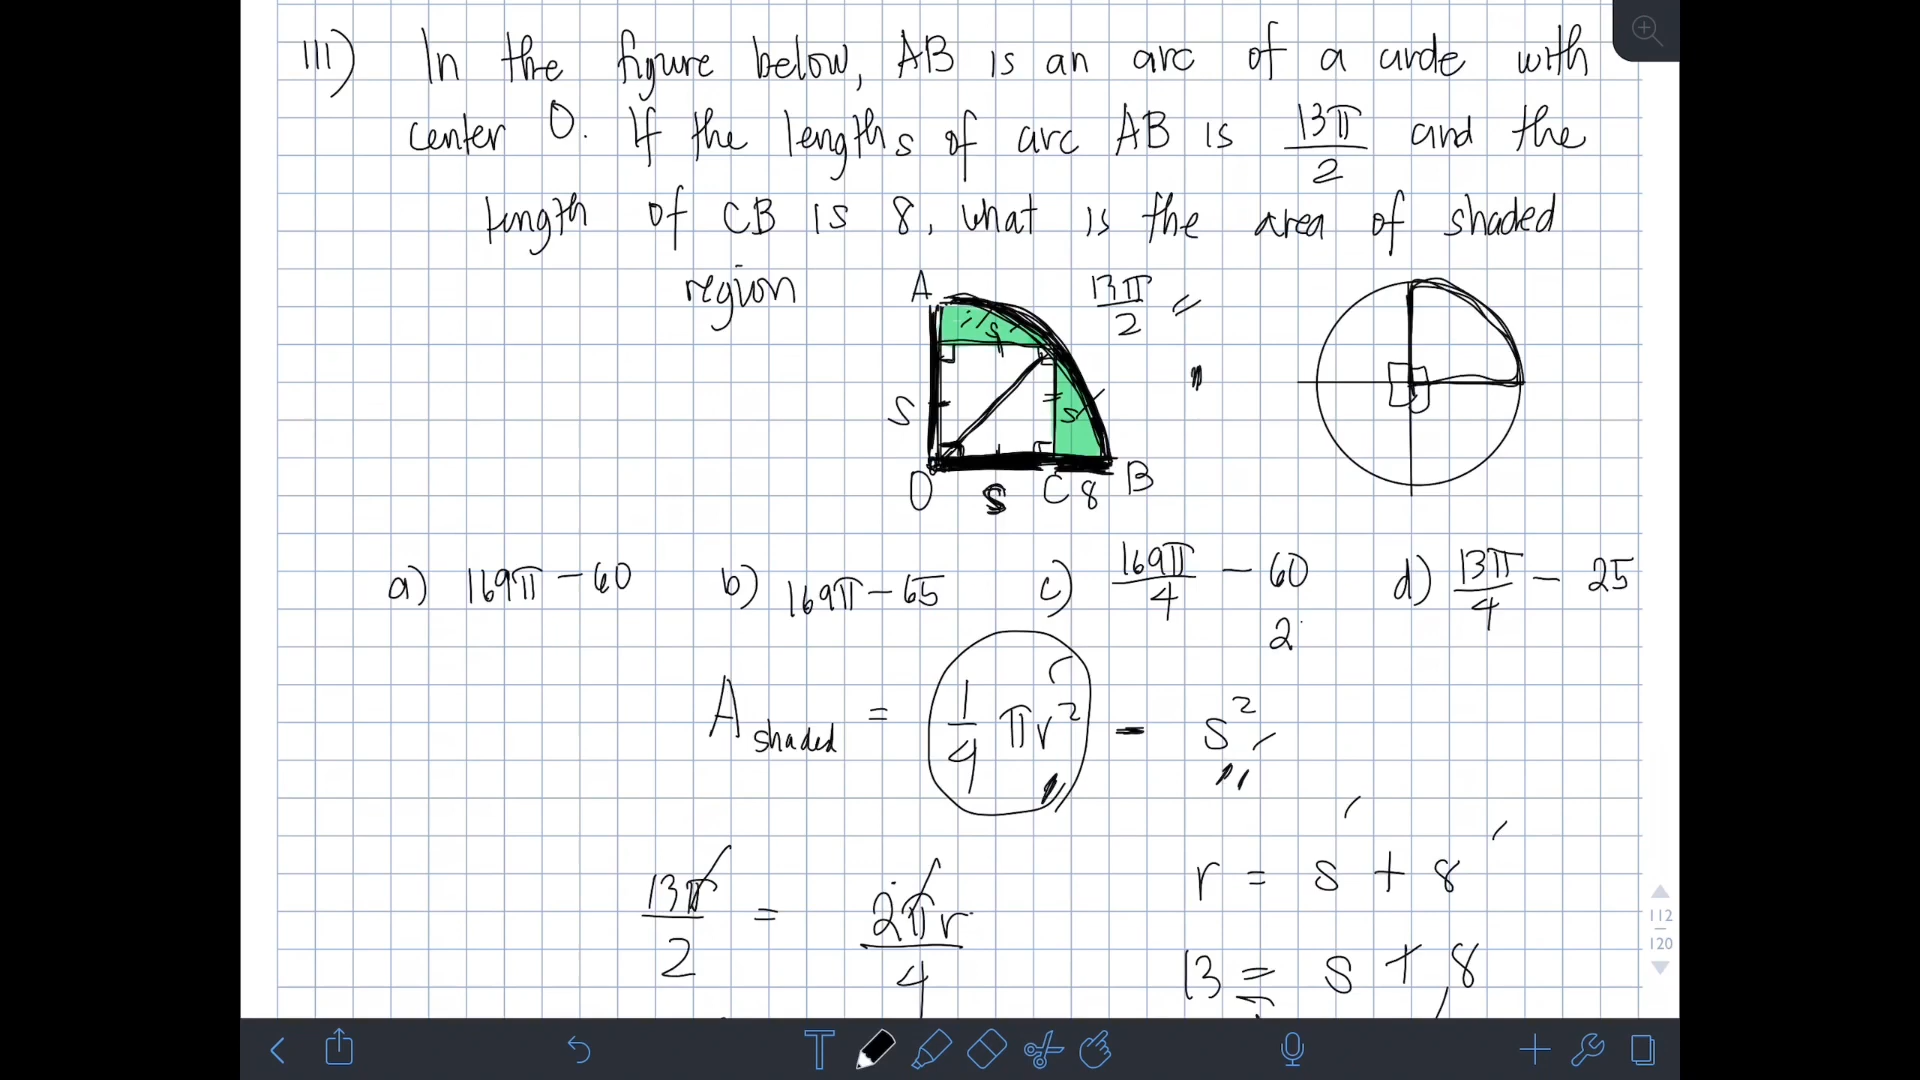 111) In the figure below, AB is an arc of a circle with
center O. If the lengths of arc AB is 13π/2 and the
length of CB is 8, what is the area of shaded
region
A
13π/2 =
s
s
s
O s C 8 B
a) 169π - 60 b) 169π - 65 c) 169π/4 - 60 d) 13π/4 - 25
2
A shaded = 1/4 πr² - s²
r = s + 8
13π/2 = 2πr/4
13 = s + 8
112
120